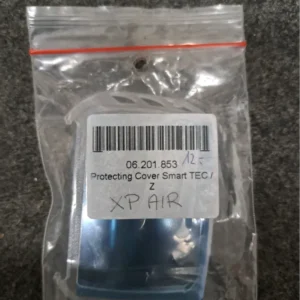 06.201.853 12.-
Protecting Cover Smart TEC /
Z
XP AIR